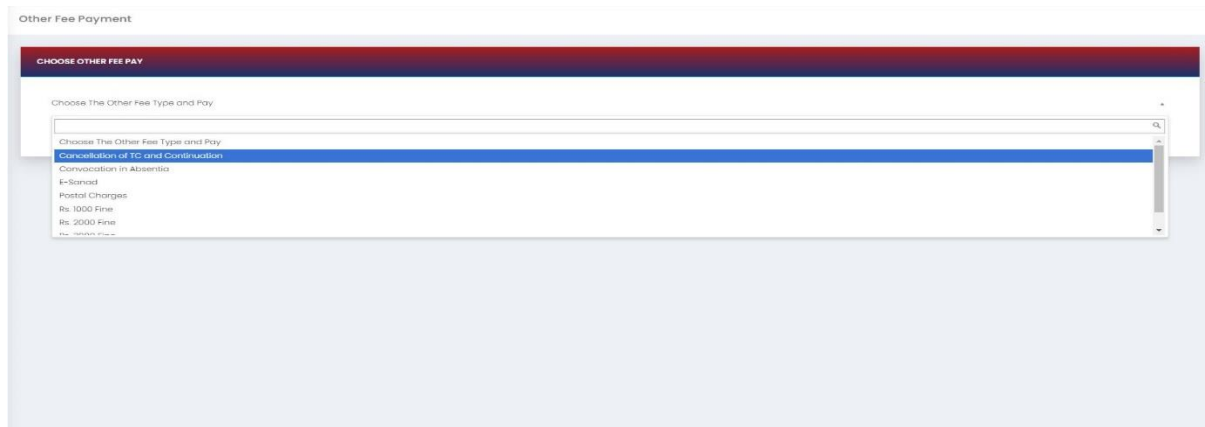 Other Fee Payment
CHOOSE OTHER FEE PAY
Choose The Other Fee Type and Pay
Choose The Other Fee Type and Pay
Cancellation of TC and Continuation
Convocation in Absentia
E-Sanad
Postal Charges
Rs. 1000 Fine
Rs. 2000 Fine